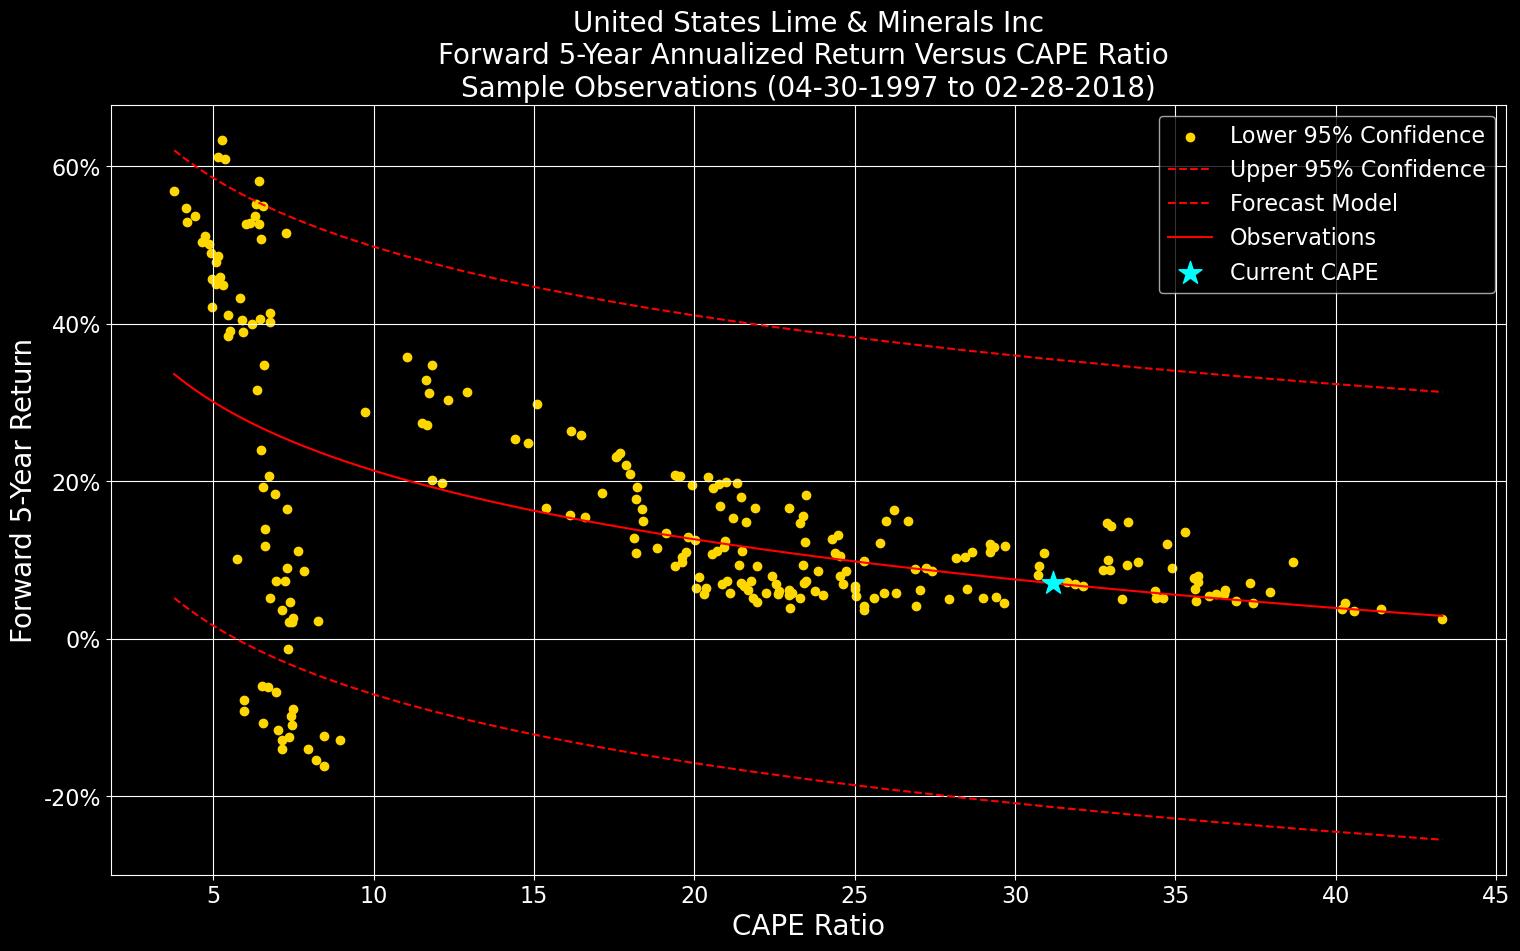 United States Lime & Minerals Inc
Forward 5-Year Annualized Return Versus CAPE Ratio
Sample Observations (04-30-1997 to 02-28-2018)
Lower 95% Confidence
Upper 95% Confidence
Forecast Model
Observations
Current CAPE
Forward 5-Year Return
60%
40%
20%
0%
-20%
5 10 15 20 25 30 35 40 45
CAPE Ratio